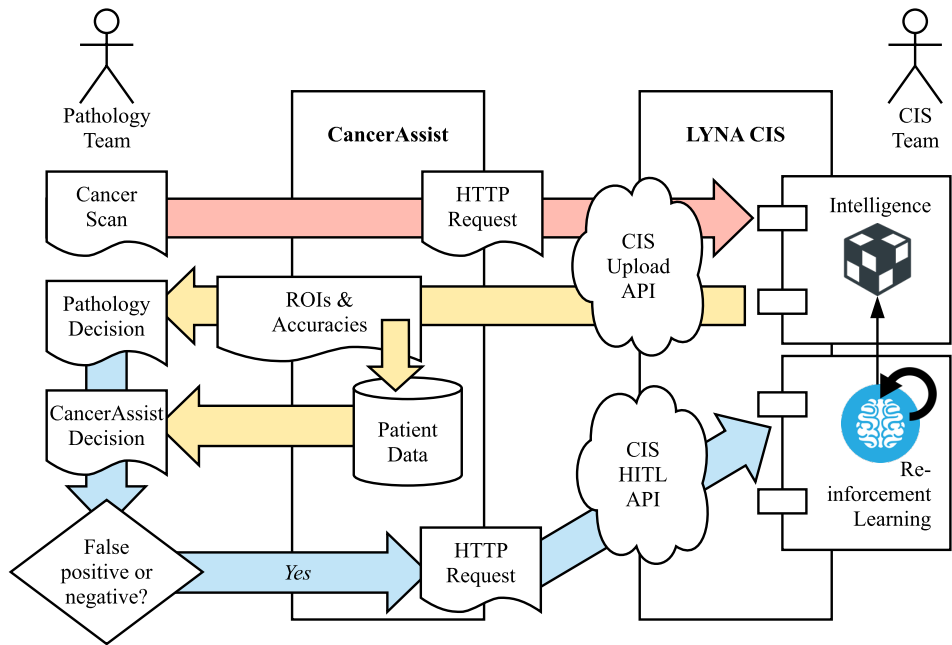 Pathology
Team
CancerAssist
LYNA CIS
CIS
Team
Cancer
Scan
HTTP
Request
CIS
Upload
API
Intelligence
Pathology
Decision
ROIs &
Accuracies
CancerAssist
Decision
Patient
Data
CIS
HITL
API
Re-
inforcement
Learning
False
positive or
negative?
Yes
HTTP
Request